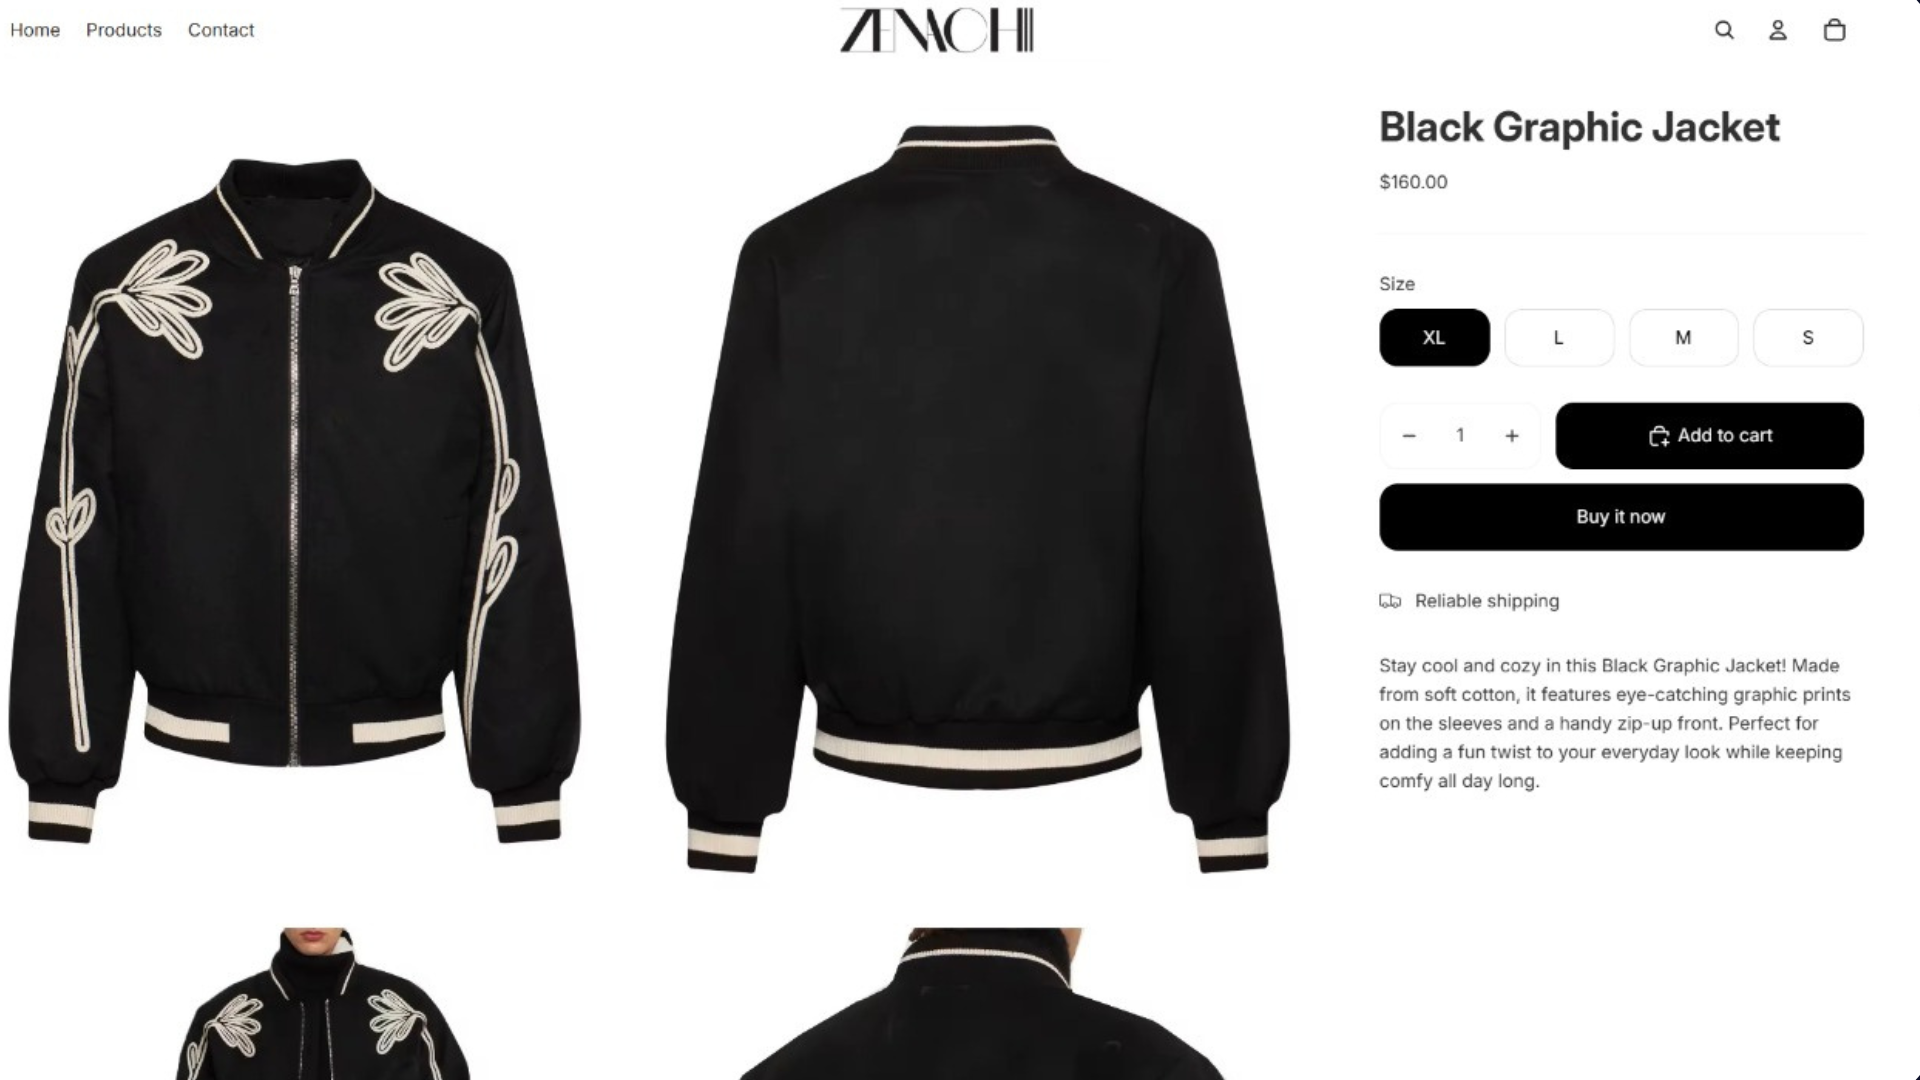 Home Products Contact
ZENACHII
Black Graphic Jacket
$160.00
Size
XL L M S
− 1 + Add to cart
Buy it now
Reliable shipping
Stay cool and cozy in this Black Graphic Jacket! Made
from soft cotton, it features eye-catching graphic prints
on the sleeves and a handy zip-up front. Perfect for
adding a fun twist to your everyday look while keeping
comfy all day long.